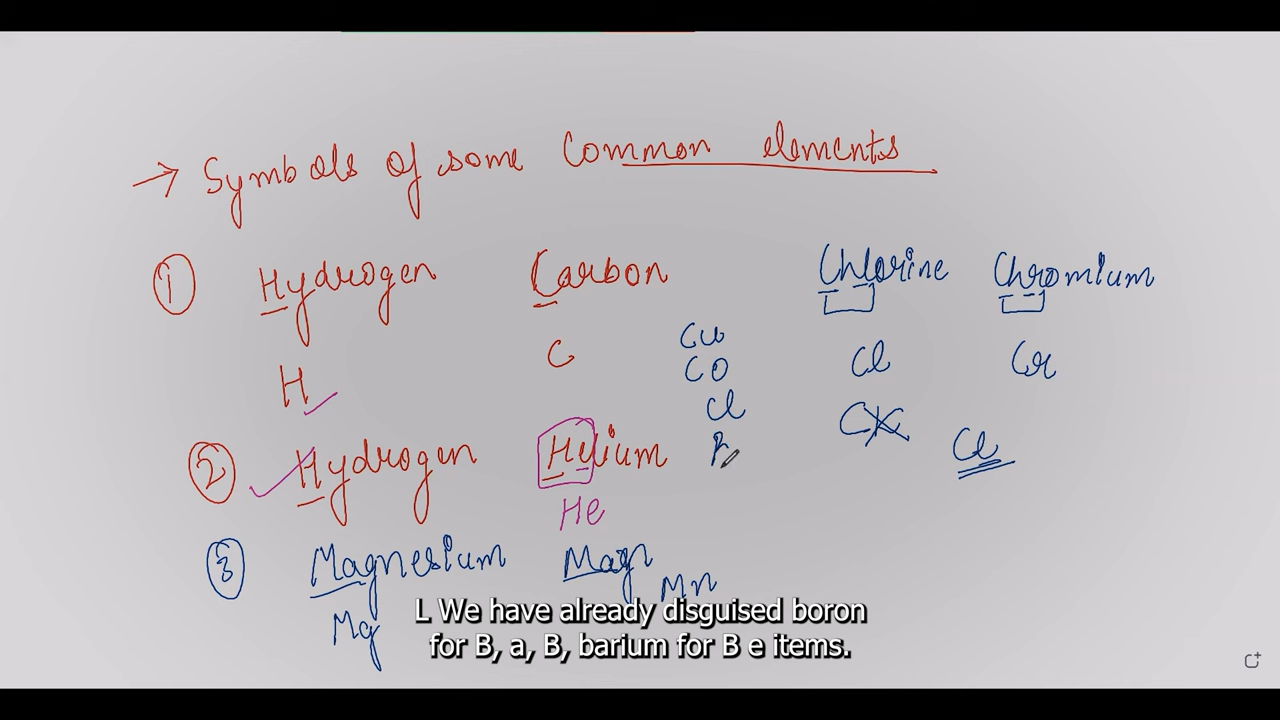 → Symbols of some Common elements
① Hydrogen Carbon Chlorine Chromium
H C Cu Cl Cr
CO
Cl
② Hydrogen Helium Cl
He
③ Magnesium Magn Mn
Mg
L We have already disguised boron
for B, a, B, barium for B e items.